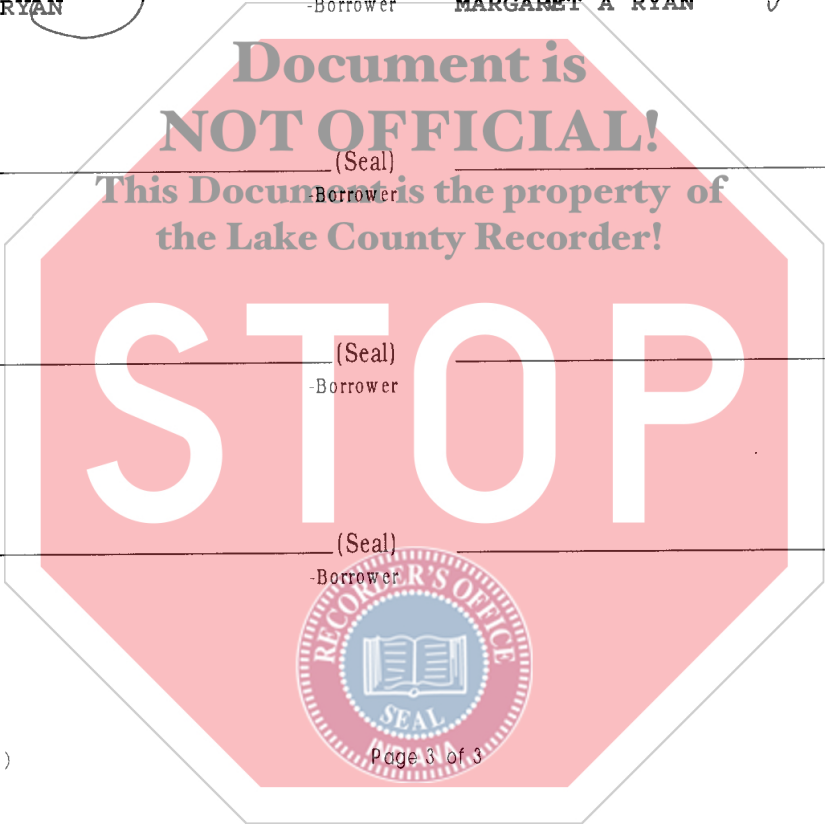 RYAN -Borrower MARGARET A RYAN
Document is
NOT OFFICIAL!
(Seal)
This Document is the property of
-Borrower
the Lake County Recorder!
STOP
(Seal)
-Borrower
(Seal)
-Borrower
RECORDER'S OFFICE
SEAL
INDIANA
) Page 3 of 3